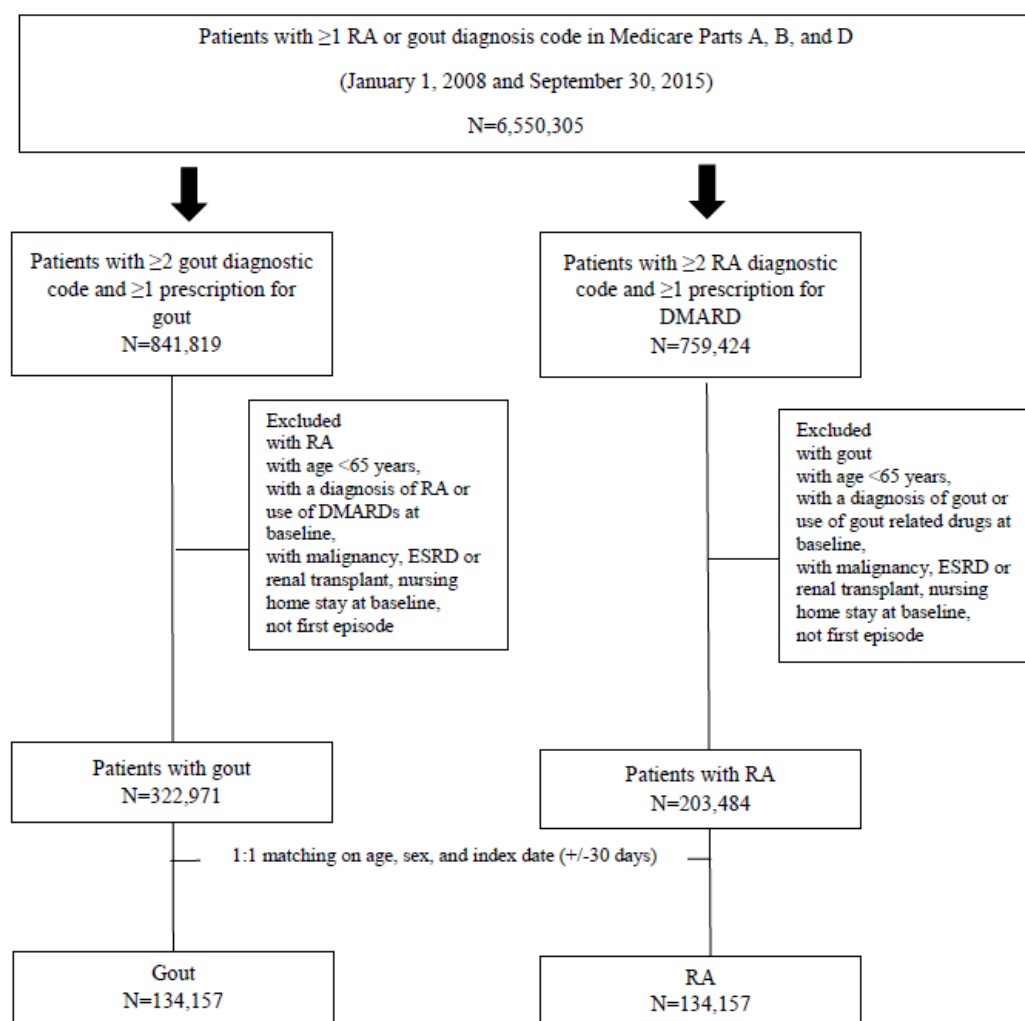 Patients with ≥1 RA or gout diagnosis code in Medicare Parts A, B, and D
(January 1, 2008 and September 30, 2015)
N=6,550,305
Patients with ≥2 gout diagnostic
code and ≥1 prescription for
gout
N=841,819
Patients with ≥2 RA diagnostic
code and ≥1 prescription for
DMARD
N=759,424
Excluded
with RA
with age <65 years,
with a diagnosis of RA or
use of DMARDs at
baseline,
with malignancy, ESRD or
renal transplant, nursing
home stay at baseline,
not first episode
Excluded
with gout
with age <65 years,
with a diagnosis of gout or
use of gout related drugs at
baseline,
with malignancy, ESRD or
renal transplant, nursing
home stay at baseline,
not first episode
Patients with gout
N=322,971
Patients with RA
N=203,484
1:1 matching on age, sex, and index date (+/-30 days)
Gout
N=134,157
RA
N=134,157